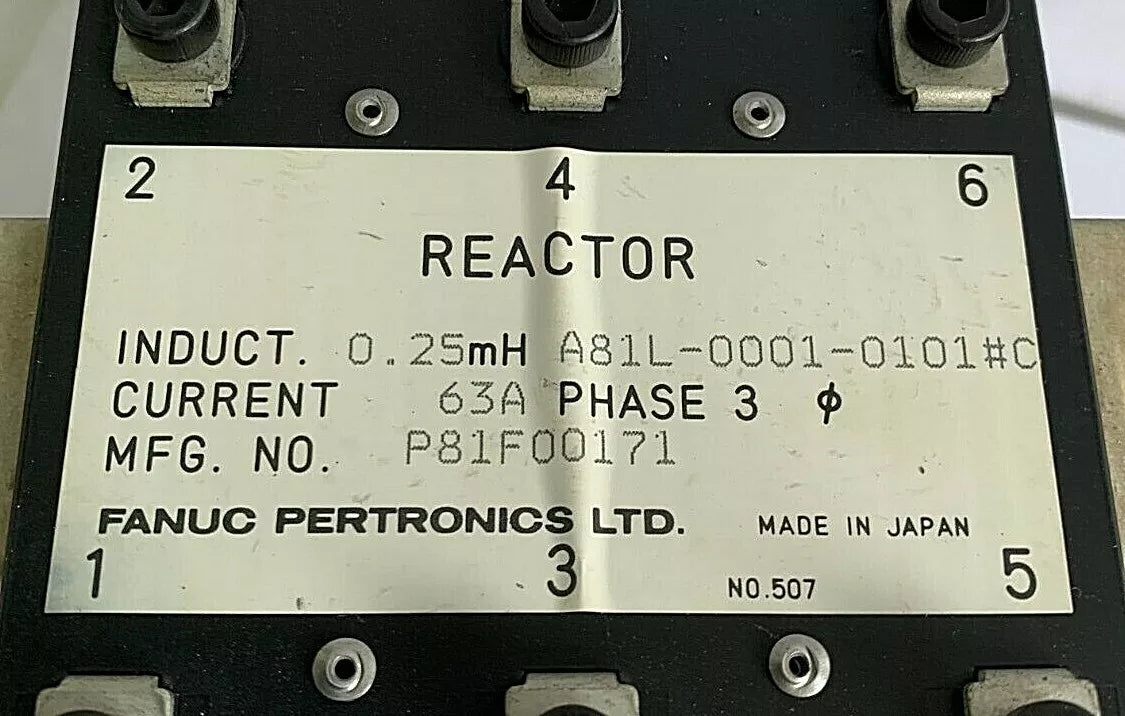 2 4 6
REACTOR
INDUCT. 0.25mH A81L-0001-0101#C
CURRENT 63A PHASE 3 ϕ
MFG. NO. P81F00171
FANUC PERTRONICS LTD. MADE IN JAPAN
1 3 5
NO.507